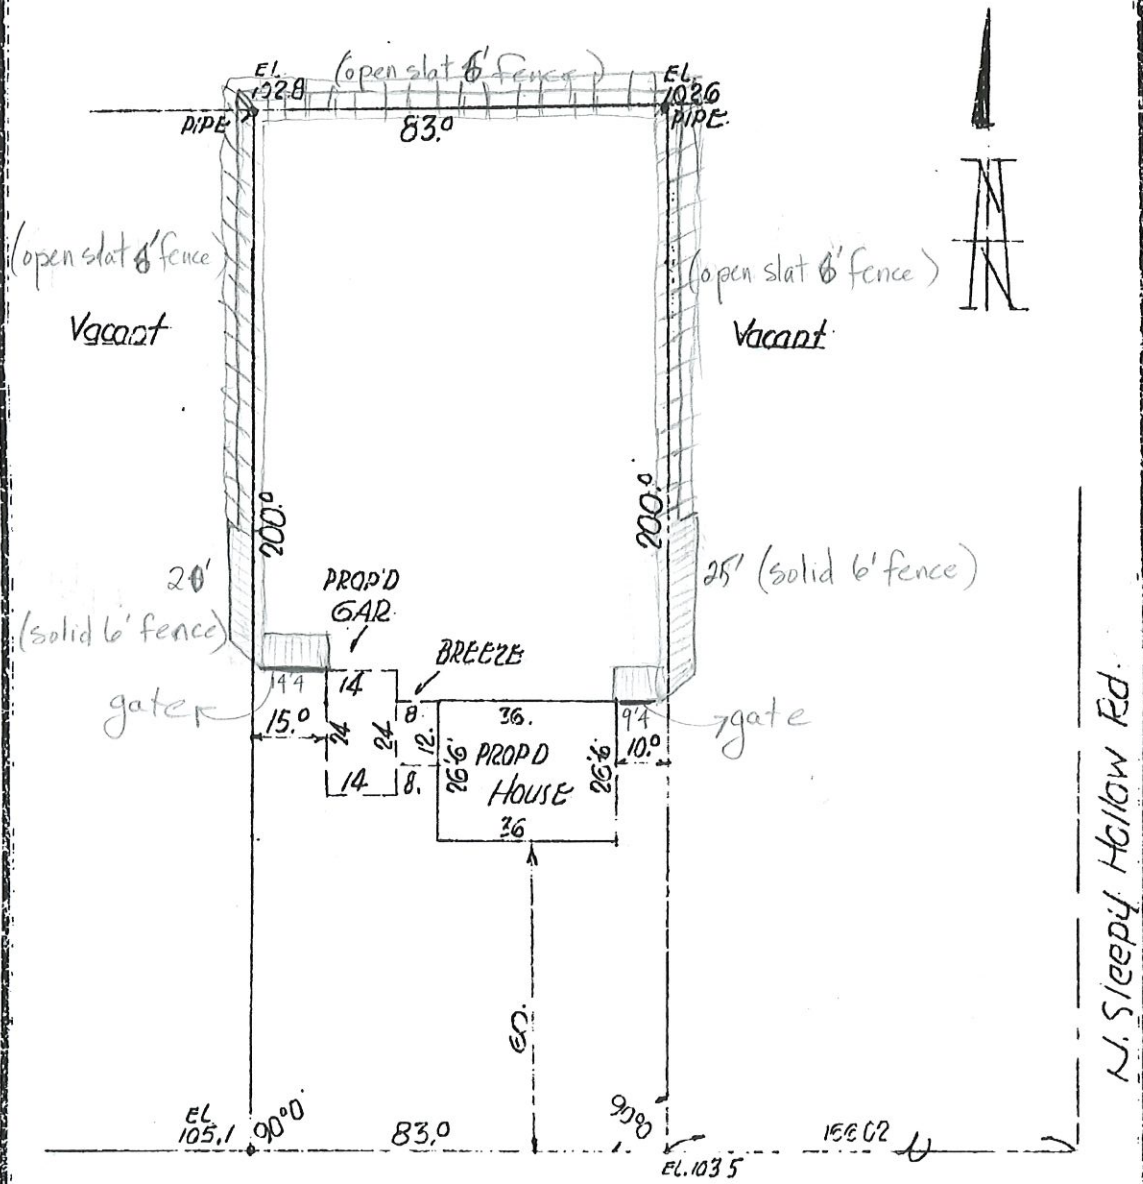 (open slat 6' fence)
EL.
102.8
EL.
102.6
PIPE
PIPE.
83.0
(open slat 6' fence)
(open slat 6' fence)
Vacant
Vacant
N
200.0
200.0
20'
(solid 6' fence)
25' (solid 6' fence)
PROP'D
GAR.
BREEZE
gate
14'4
14
8.
36.
9'4
gate
15.0
24
24
12.
26'6"
PROP'D
HOUSE
26'6"
10.0
14
8.
36
60.
N. Sleepy Hollow Rd.
EL.
105.1
90°0'
83.0
EL. 103.5